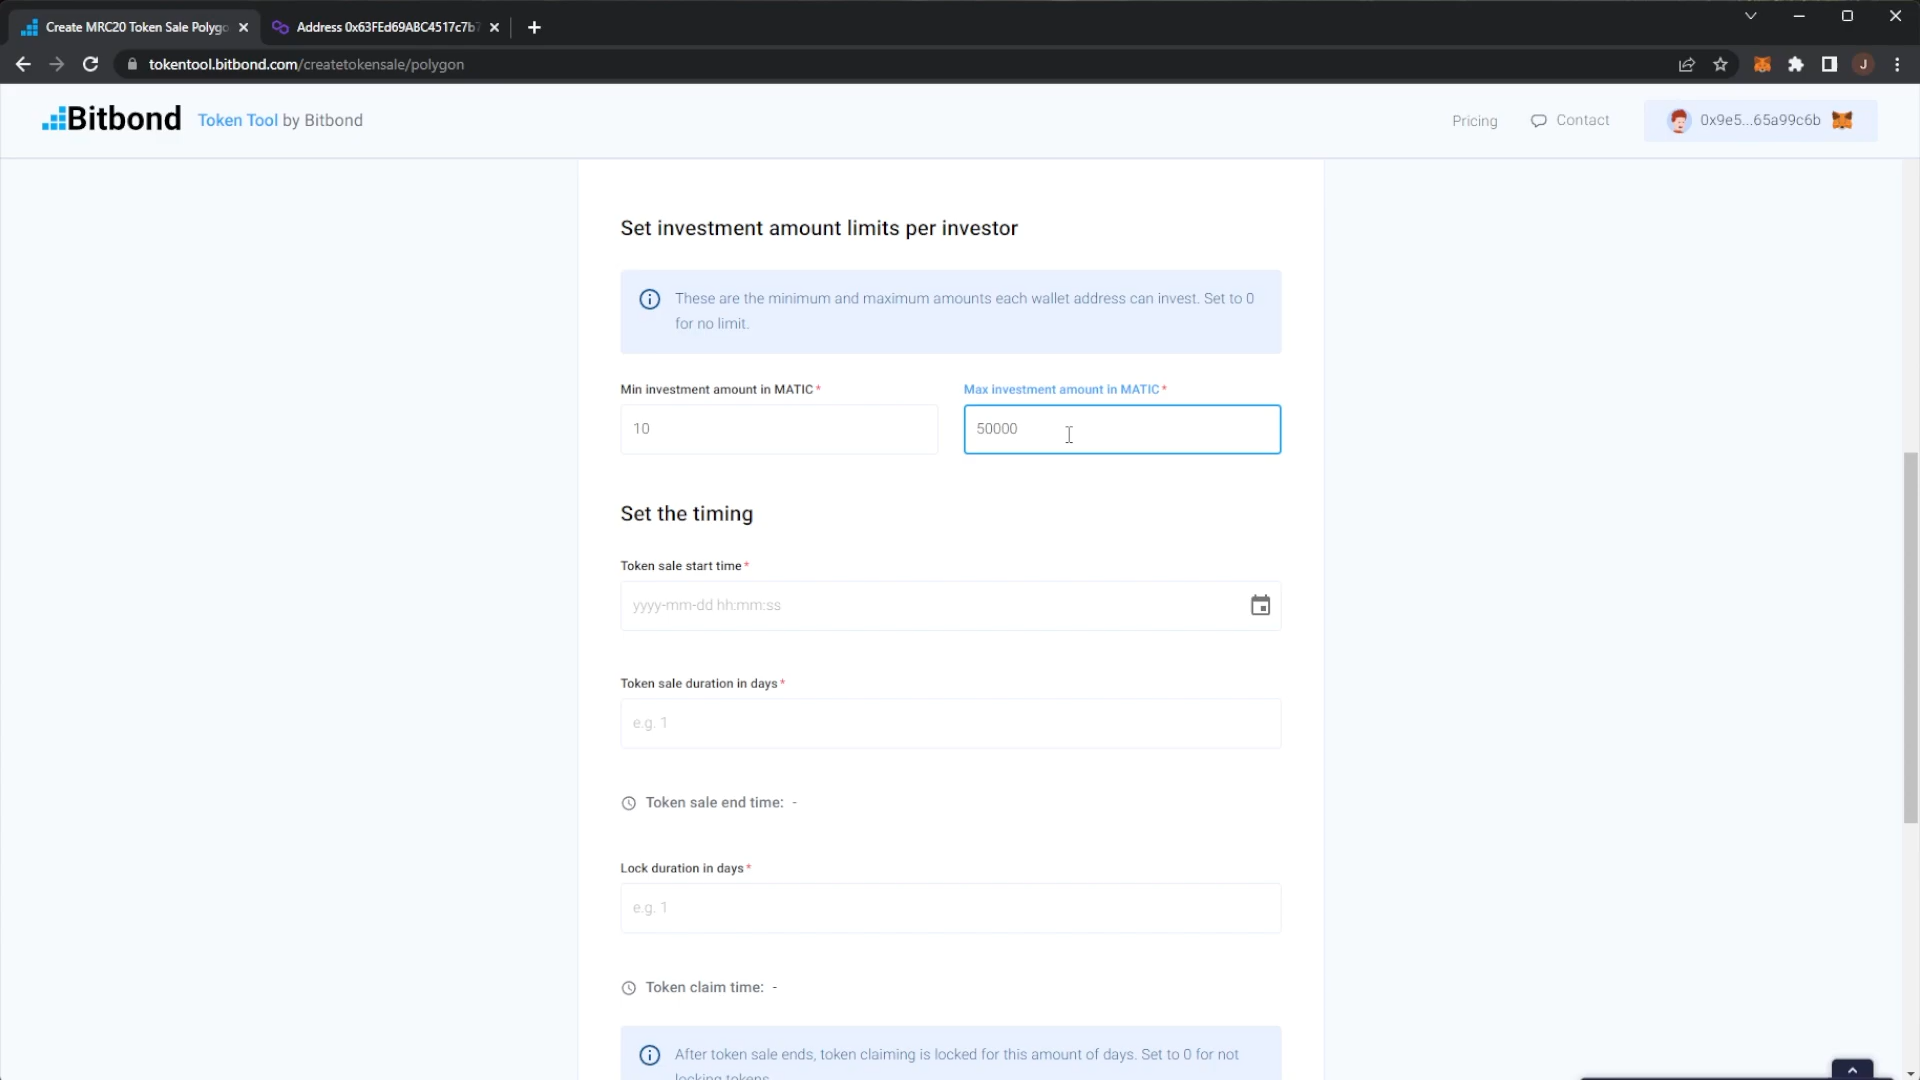 Create MRC20 Token Sale Polygo
Address 0x63FEd69ABC4517c7b7
tokentool.bitbond.com/createtokensale/polygon
J
Bitbond
Token Tool by Bitbond
Pricing
Contact
0x9e5...65a99c6b
Set investment amount limits per investor
These are the minimum and maximum amounts each wallet address can invest. Set to 0
for no limit.
Min investment amount in MATIC*
Max investment amount in MATIC*
10
50000
Set the timing
Token sale start time*
yyyy-mm-dd hh:mm:ss
Token sale duration in days*
e.g. 1
Token sale end time: -
Lock duration in days*
e.g. 1
Token claim time: -
After token sale ends, token claiming is locked for this amount of days. Set to 0 for not
locking tokens.